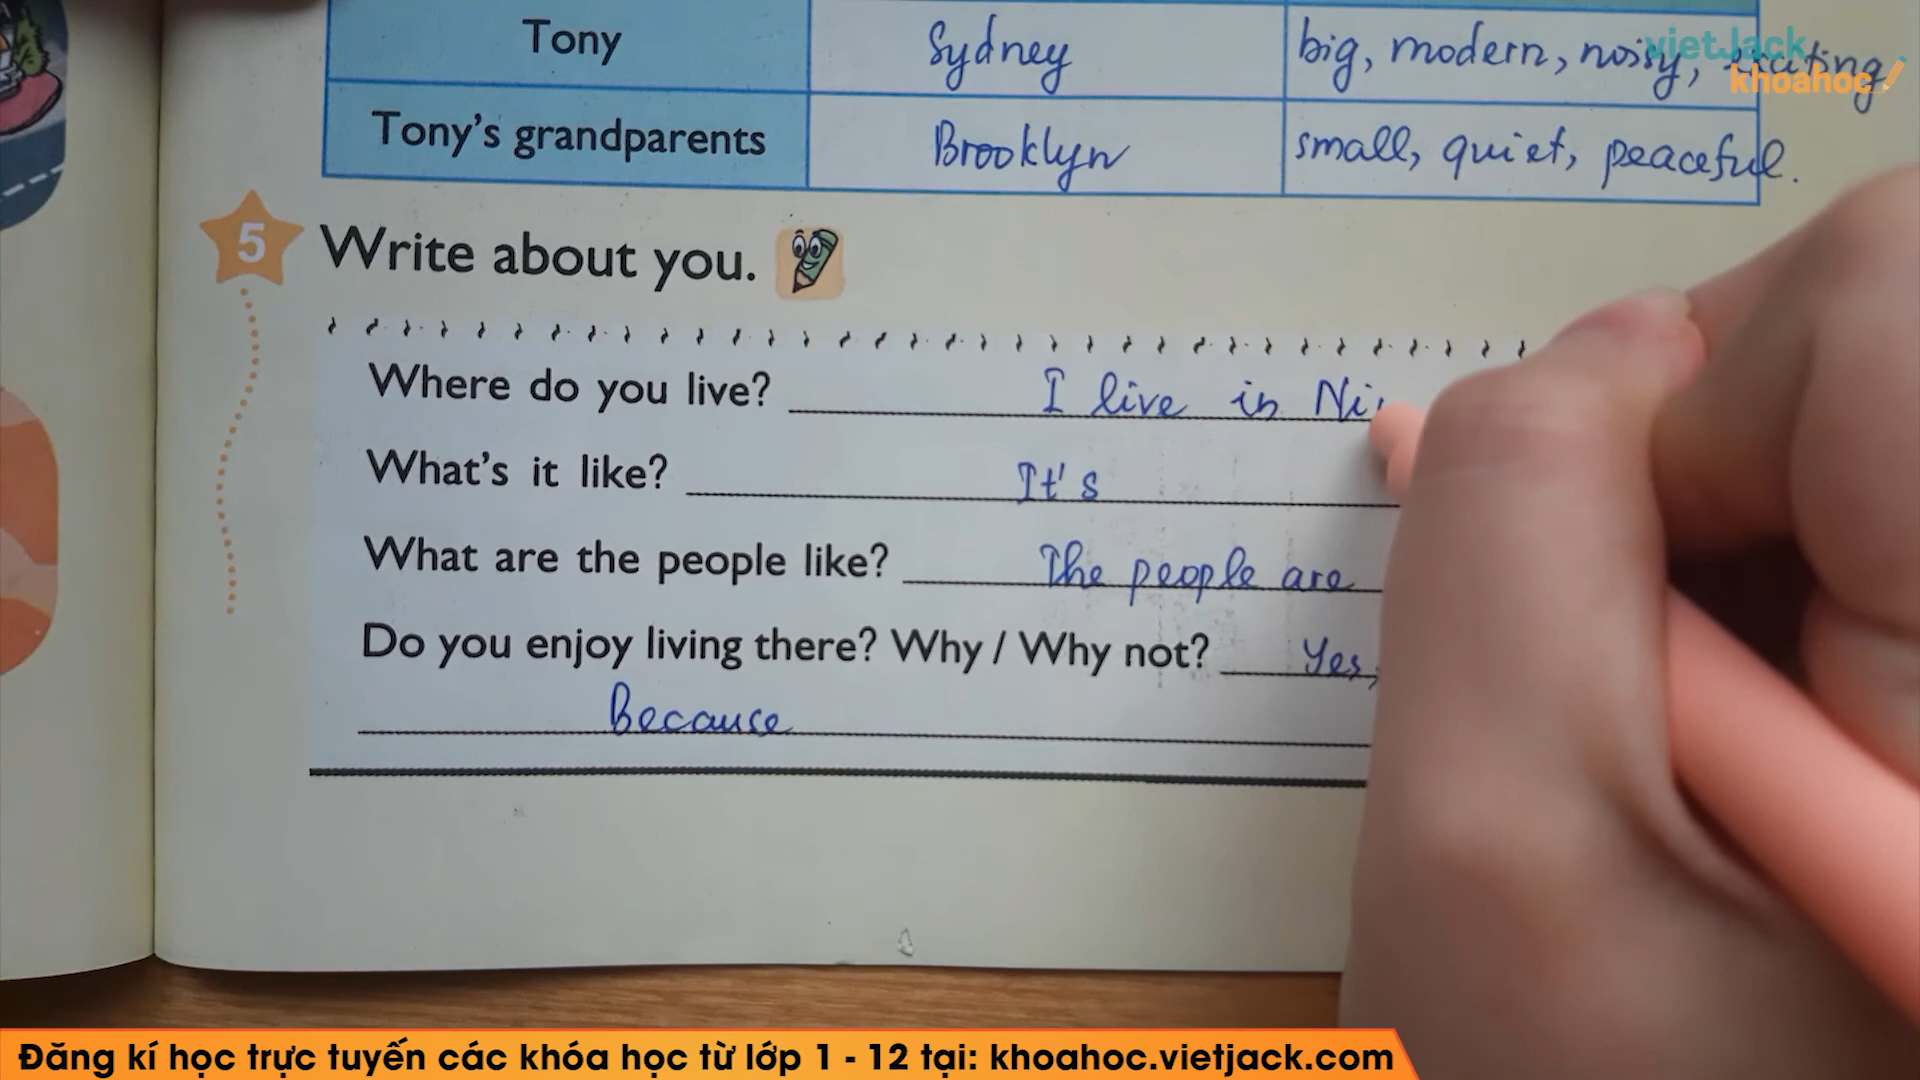 Tony Sydney big, modern, noisy, exciting
vietJack
khoahoc
Tony's grandparents Brooklyn small, quiet, peaceful.
5 Write about you.
Where do you live? I live in
What's it like? It's
What are the people like? The people are
Do you enjoy living there? Why / Why not? Yes,
Because
Đăng kí học trực tuyến các khóa học từ lớp 1 - 12 tại: khoahoc.vietjack.com